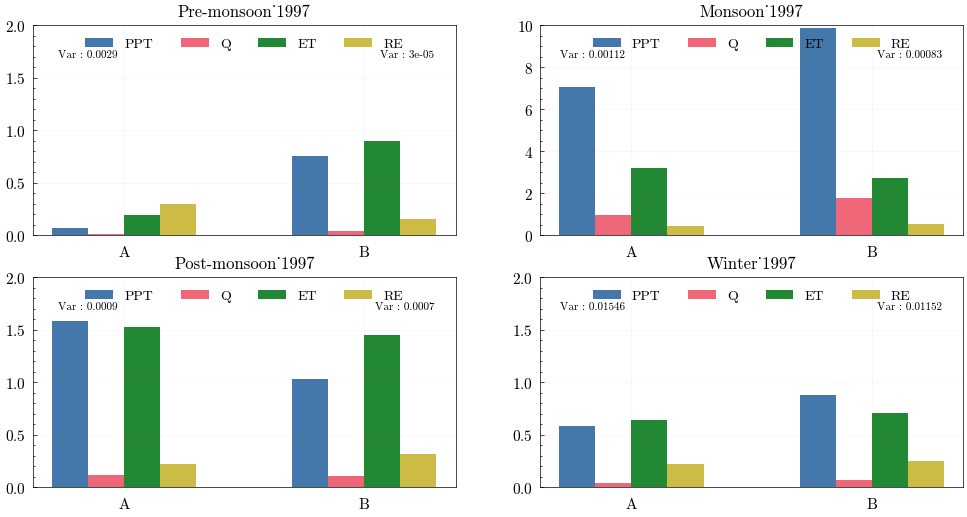 Pre-monsoon˙1997
2.0
PPT Q ET RE
Var : 0.0029
Var : 3e-05
1.5
1.0
0.5
0.0
A
B
Monsoon˙1997
10
PPT Q ET RE
Var : 0.00112
Var : 0.00083
8
6
4
2
0
A
B
Post-monsoon˙1997
2.0
PPT Q ET RE
Var : 0.0009
Var : 0.0007
1.5
1.0
0.5
0.0
A
B
Winter˙1997
2.0
PPT Q ET RE
Var : 0.01546
Var : 0.01152
1.5
1.0
0.5
0.0
A
B